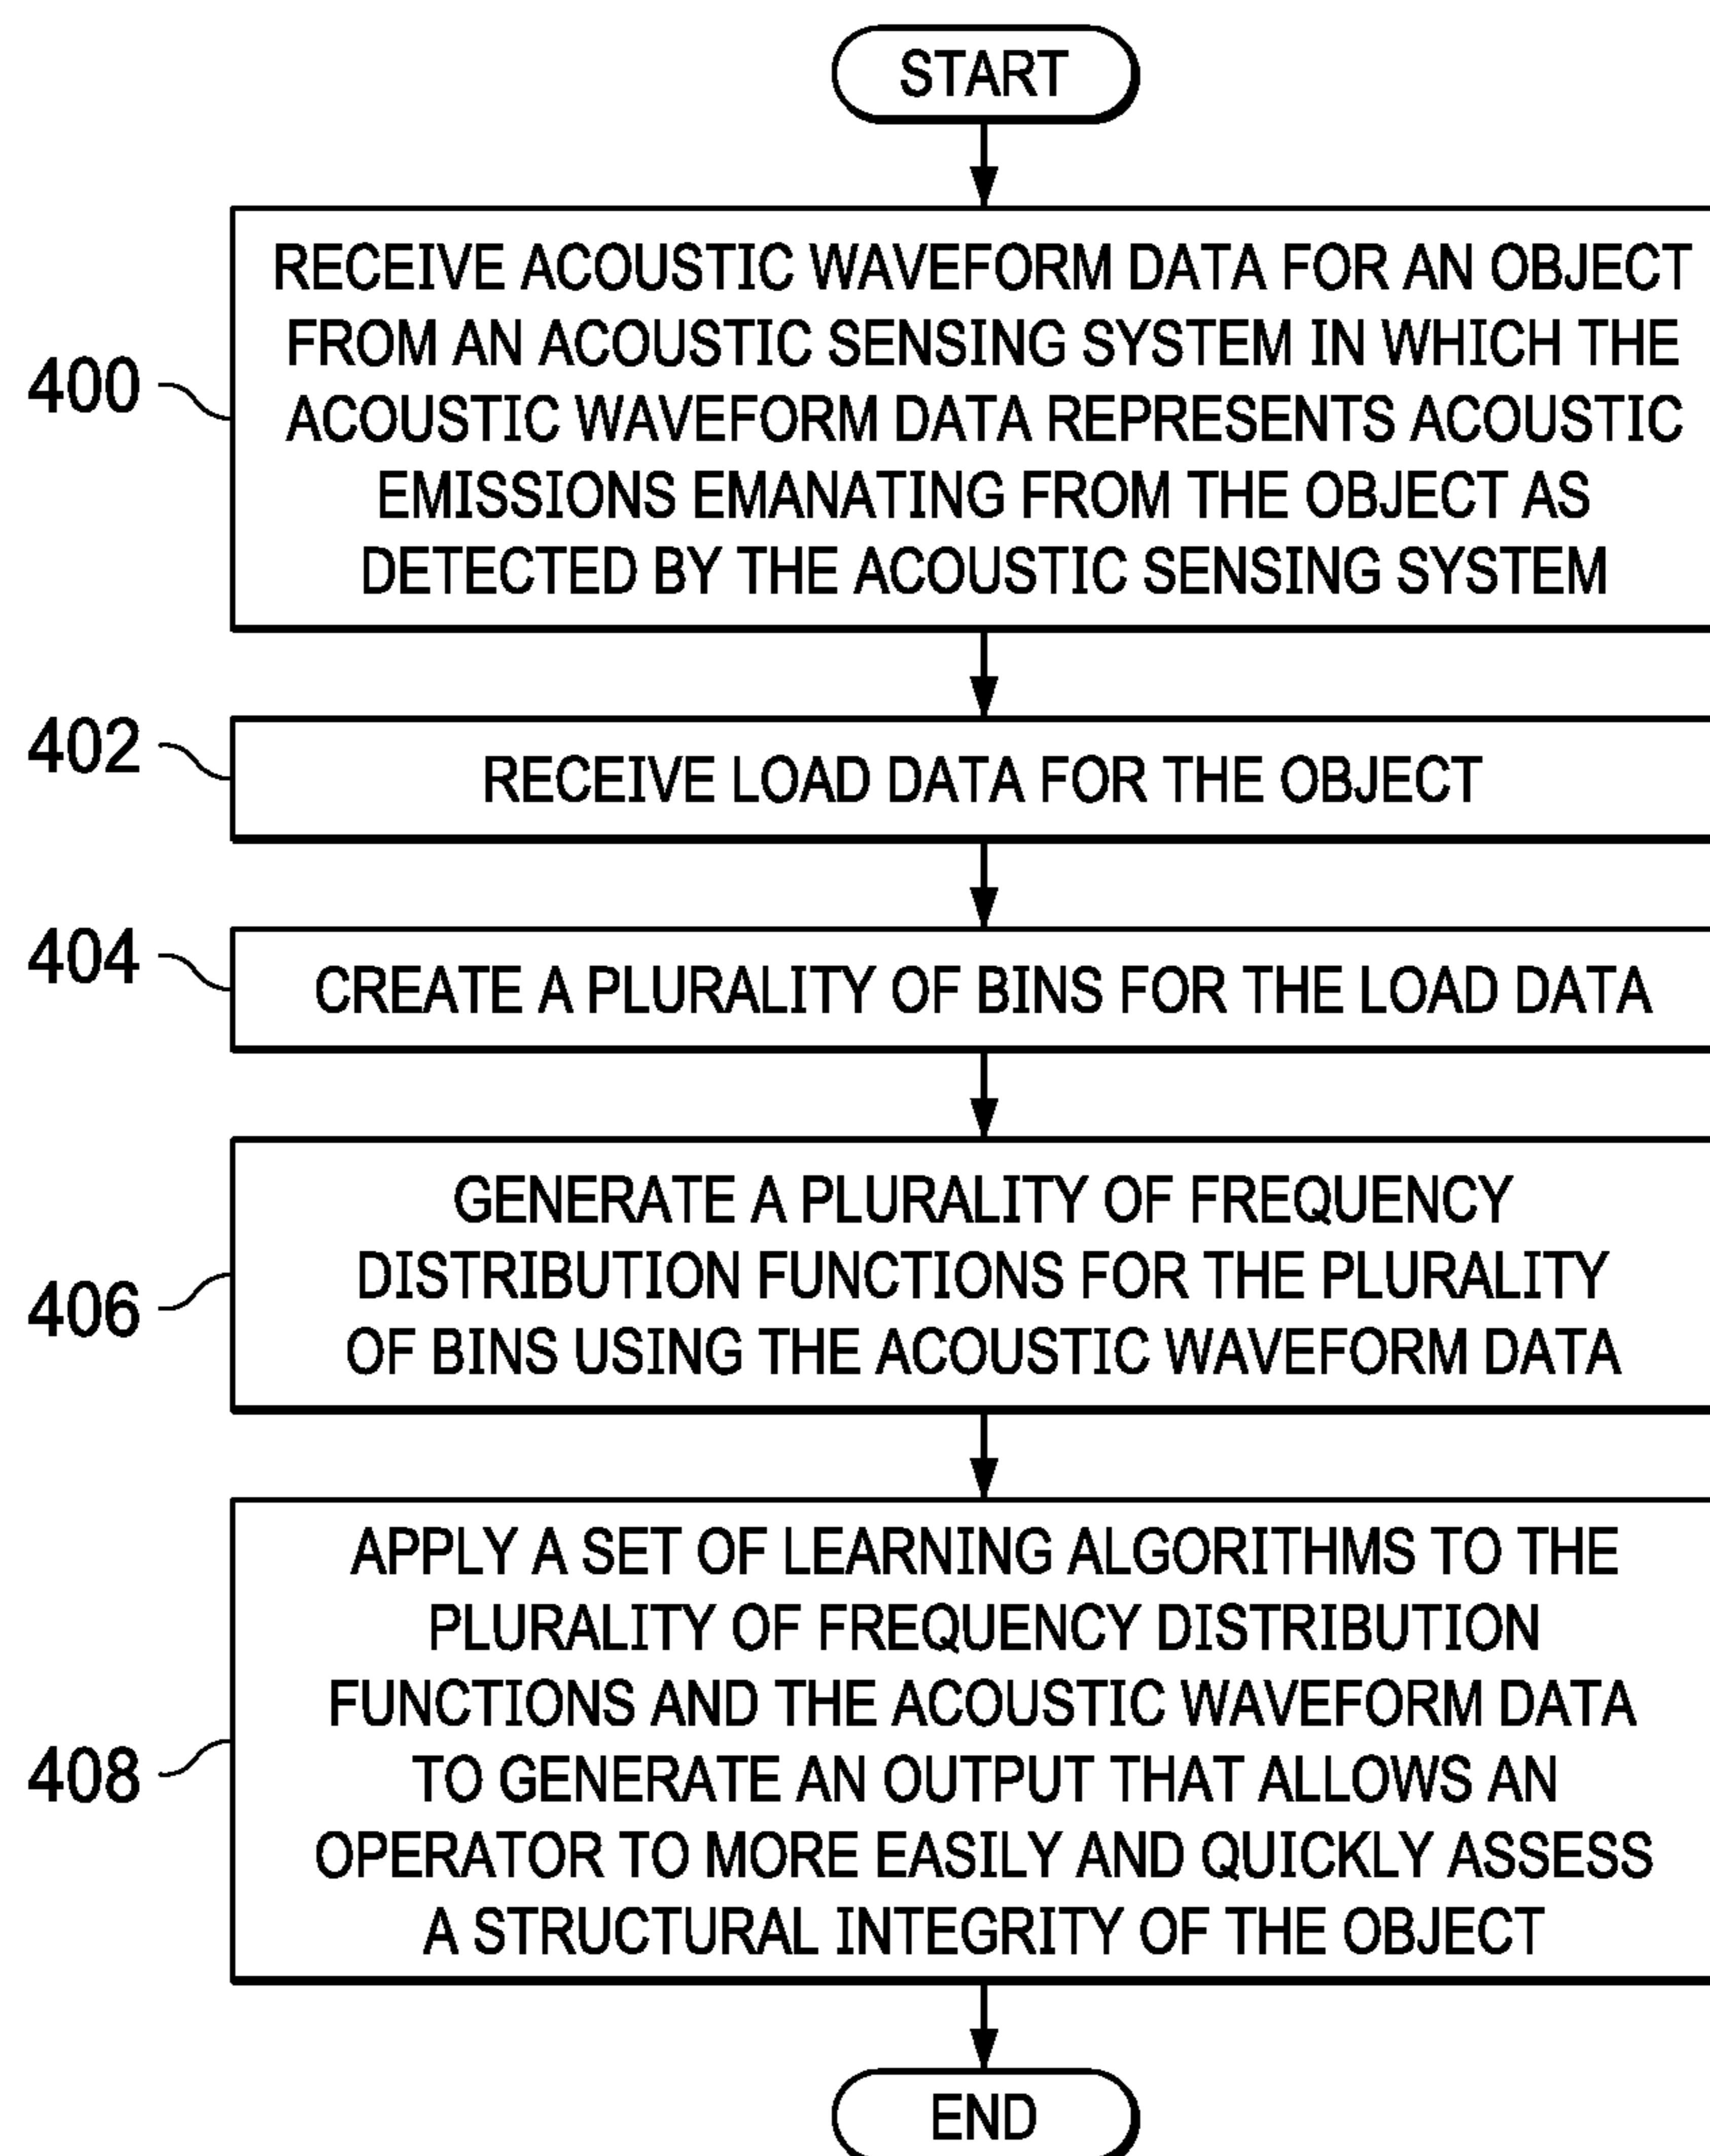 START
400
RECEIVE ACOUSTIC WAVEFORM DATA FOR AN OBJECT
FROM AN ACOUSTIC SENSING SYSTEM IN WHICH THE
ACOUSTIC WAVEFORM DATA REPRESENTS ACOUSTIC
EMISSIONS EMANATING FROM THE OBJECT AS
DETECTED BY THE ACOUSTIC SENSING SYSTEM
402
RECEIVE LOAD DATA FOR THE OBJECT
404
CREATE A PLURALITY OF BINS FOR THE LOAD DATA
406
GENERATE A PLURALITY OF FREQUENCY
DISTRIBUTION FUNCTIONS FOR THE PLURALITY
OF BINS USING THE ACOUSTIC WAVEFORM DATA
408
APPLY A SET OF LEARNING ALGORITHMS TO THE
PLURALITY OF FREQUENCY DISTRIBUTION
FUNCTIONS AND THE ACOUSTIC WAVEFORM DATA
TO GENERATE AN OUTPUT THAT ALLOWS AN
OPERATOR TO MORE EASILY AND QUICKLY ASSESS
A STRUCTURAL INTEGRITY OF THE OBJECT
END